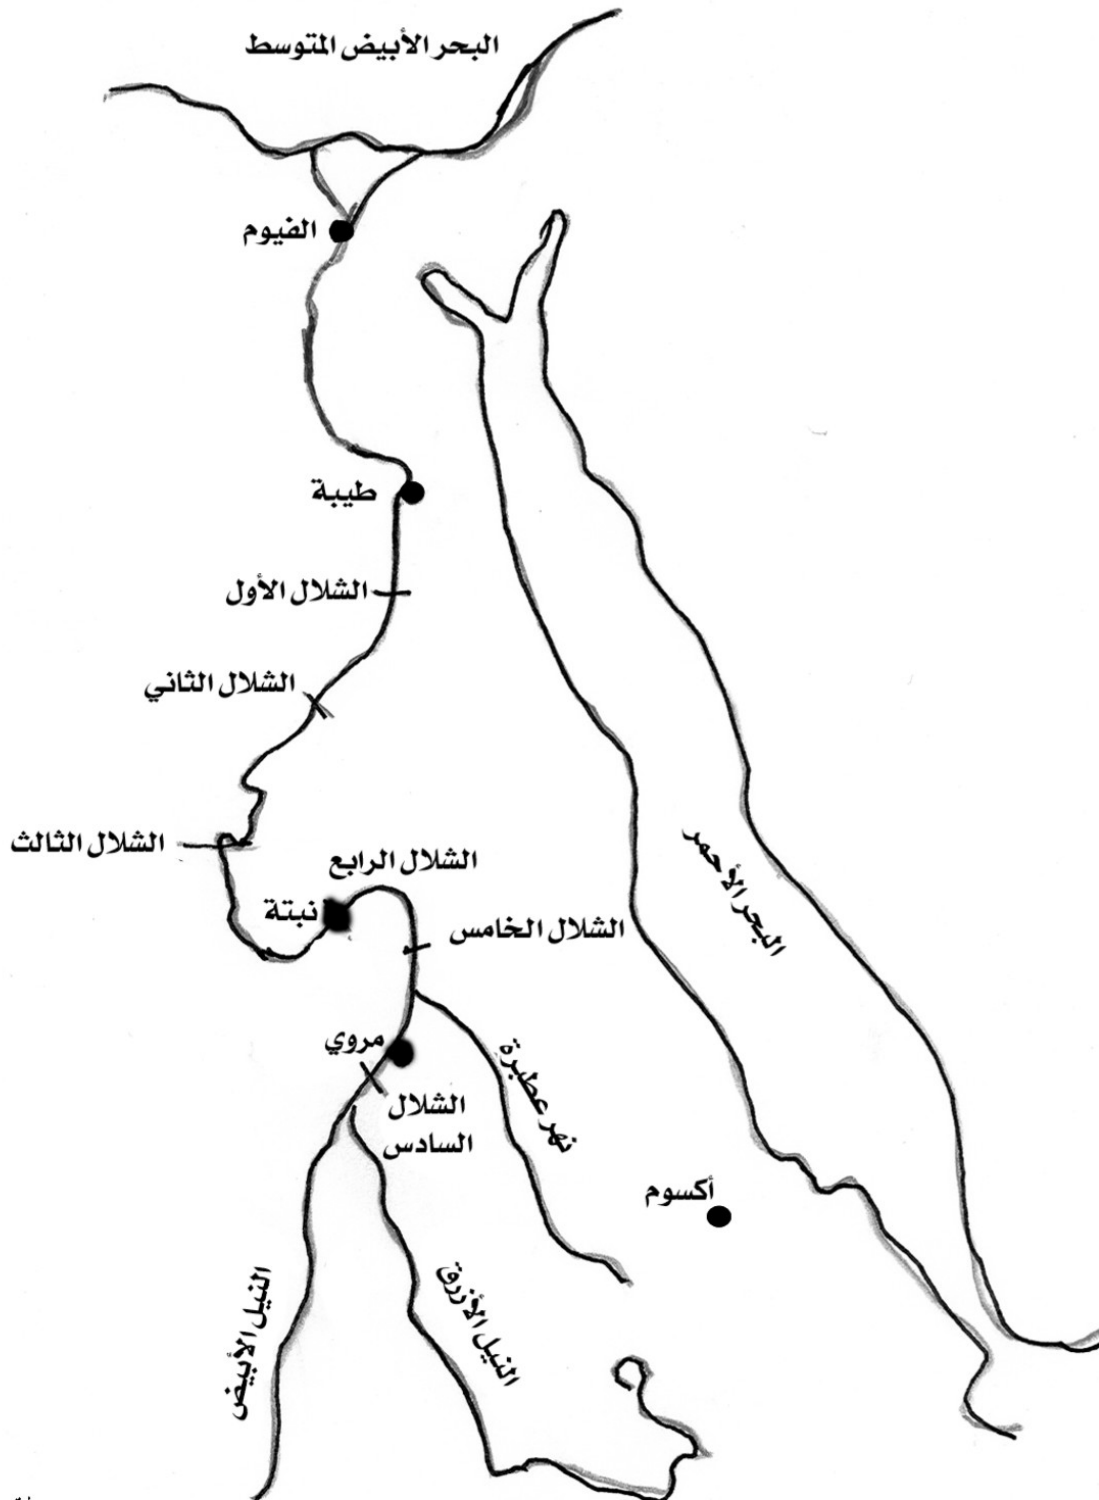 البحر الأبيض المتوسط
الفيوم
طيبة
الشلال الأول
الشلال الثاني
الشلال الثالث
الشلال الرابع
نبتة
الشلال الخامس
البحر الأحمر
مروي
نهر عطبرة
الشلال
السادس
أكسوم
النيل الأبيض
النيل الأزرق